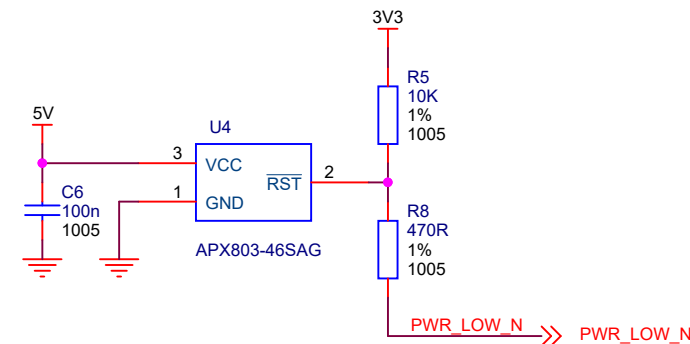 3V3
R5
10K
1%
1005
5V
U4
3
VCC
2
RST
1
GND
C6
100n
1005
APX803-46SAG
R8
470R
1%
1005
PWR_LOW_N
PWR_LOW_N